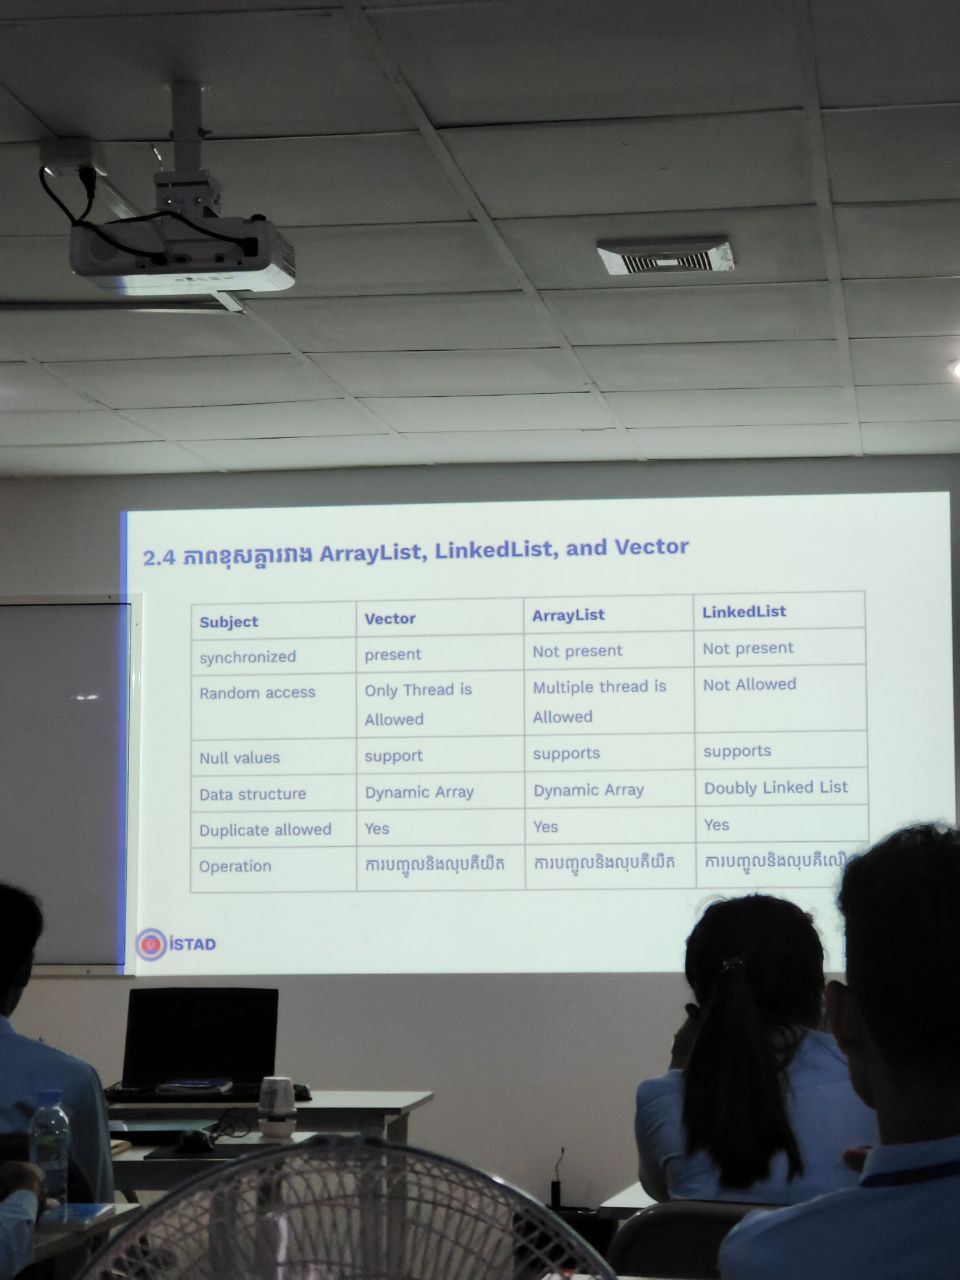 2.4 ភាពខុសគ្នារវាង ArrayList, LinkedList, and Vector
Subject Vector ArrayList LinkedList
synchronized present Not present Not present
Random access Only Thread is Allowed Multiple thread is Allowed Not Allowed
Null values support supports supports
Data structure Dynamic Array Dynamic Array Doubly Linked List
Duplicate allowed Yes Yes Yes
Operation ការបញ្ចូលនិងលុបគឺយឺត ការបញ្ចូលនិងលុបគឺយឺត ការបញ្ចូលនិងលុបគឺ
iSTAD